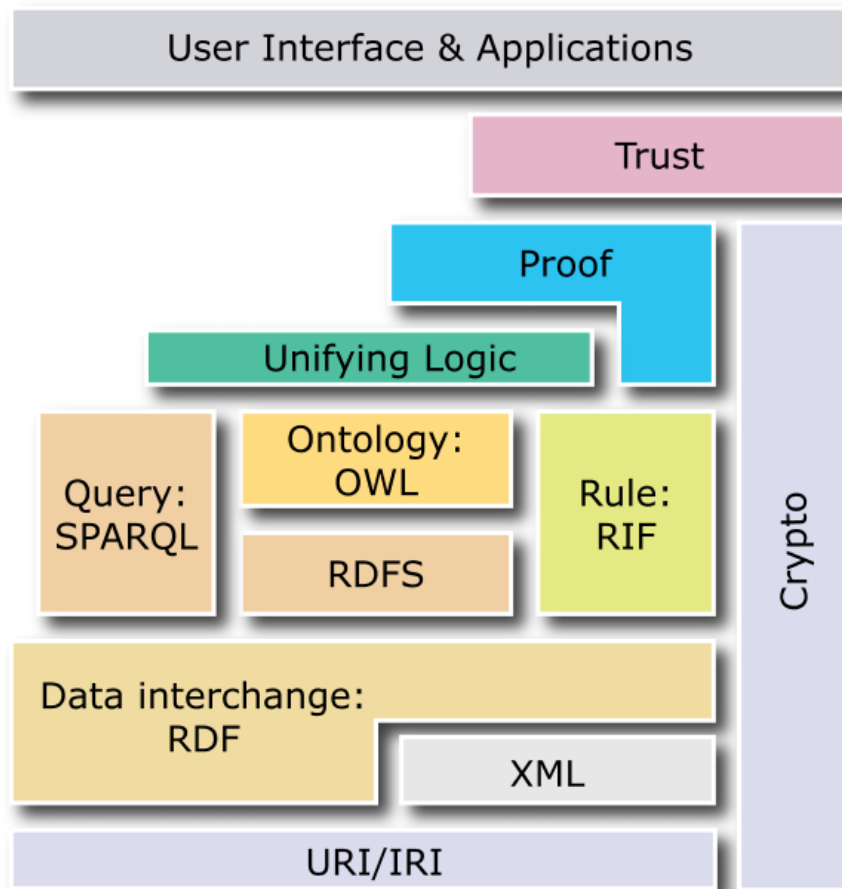 User Interface & Applications
Trust
Proof
Unifying Logic
Query:
SPARQL
Ontology:
OWL
RDFS
Rule:
RIF
Crypto
Data interchange:
RDF
XML
URI/IRI